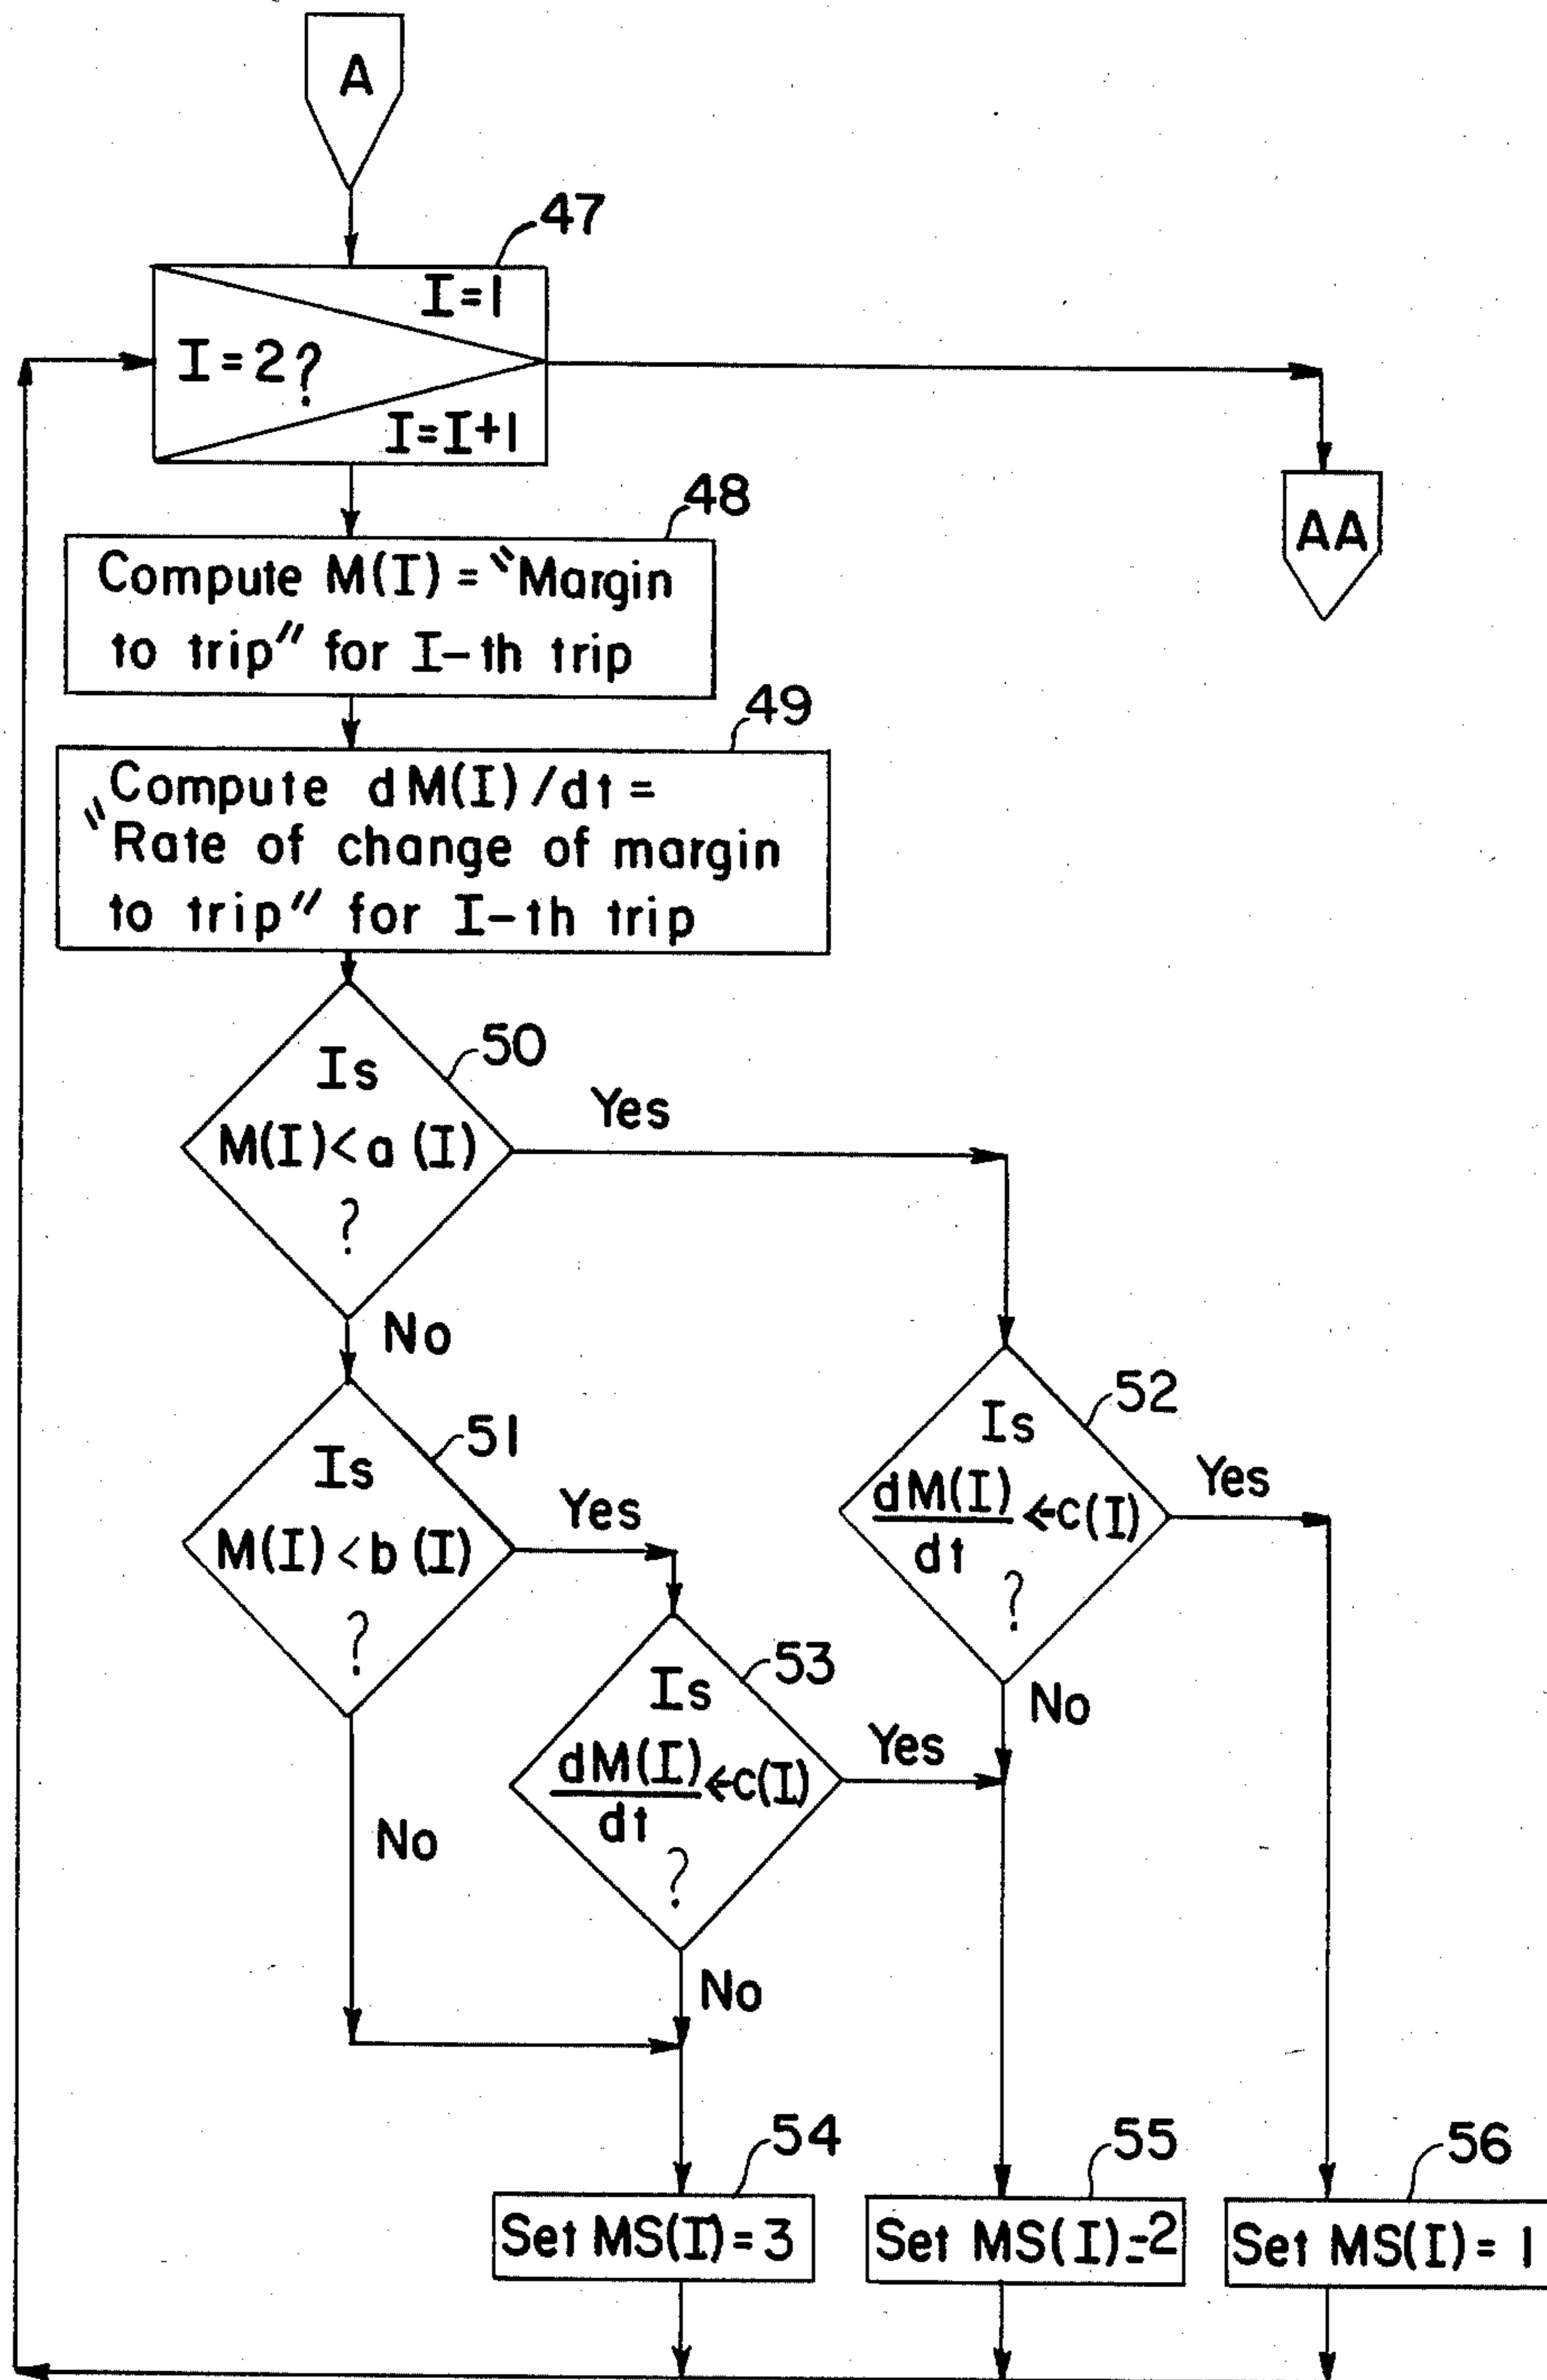 A
47
I=1
I=2?
I=I+1
AA
48
Compute M(I) = "Margin
to trip" for I-th trip
49
Compute dM(I)/dt =
"Rate of change of margin
to trip" for I-th trip
50
Is
M(I)<a(I)
?
Yes
No
51
Is
M(I)<b(I)
?
Yes
No
52
Is
dM(I)
dt
<-c(I)
?
Yes
No
53
Is
dM(I)
dt
<-c(I)
?
Yes
No
54
Set MS(I)=3
55
Set MS(I)=2
56
Set MS(I)=1